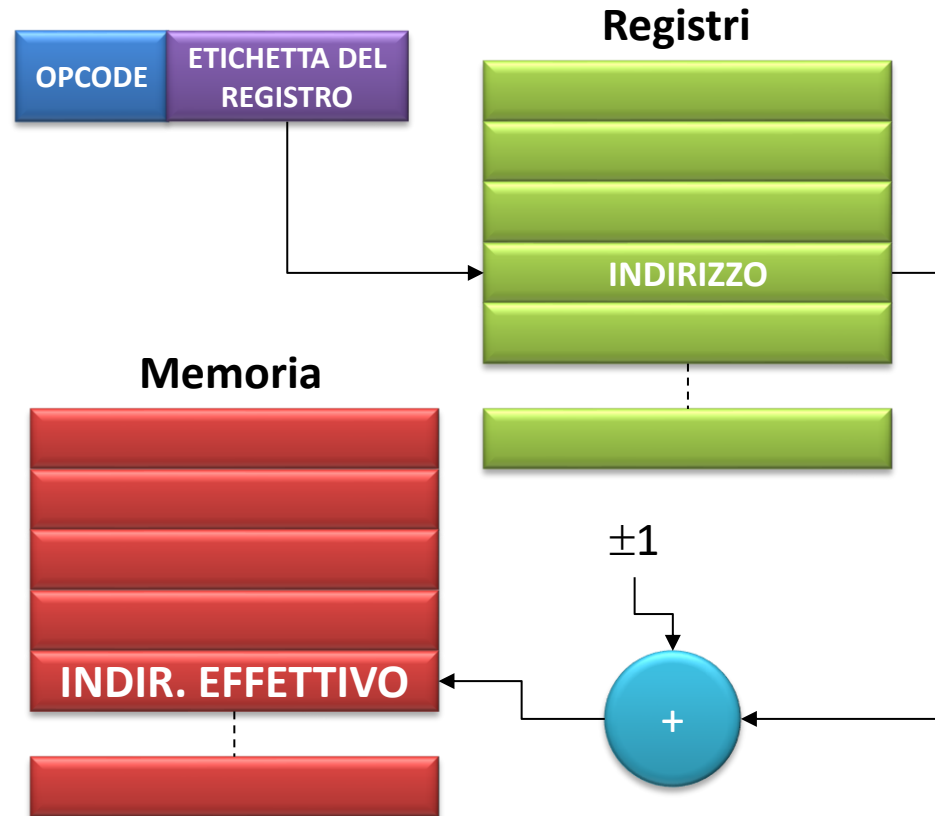 Registri
OPCODE
ETICHETTA DEL
REGISTRO
INDIRIZZO
Memoria
±1
INDIR. EFFETTIVO
+